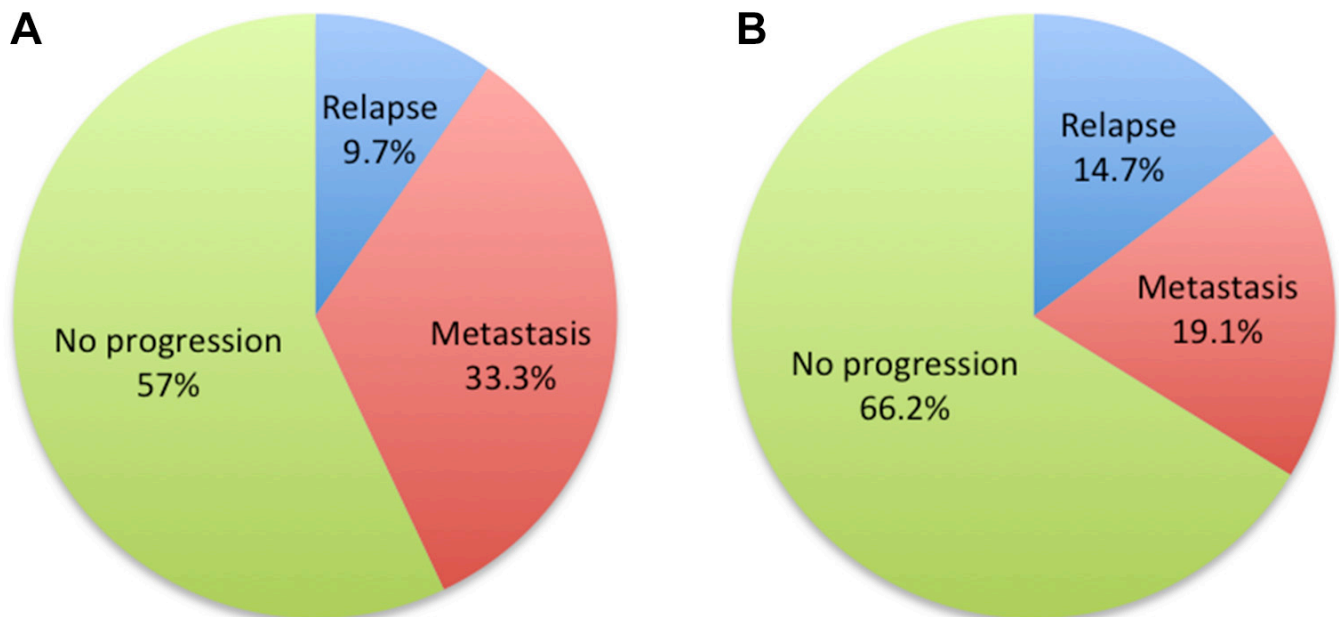 A
Relapse
9.7%
Metastasis
33.3%
No progression
57%
B
Relapse
14.7%
Metastasis
19.1%
No progression
66.2%